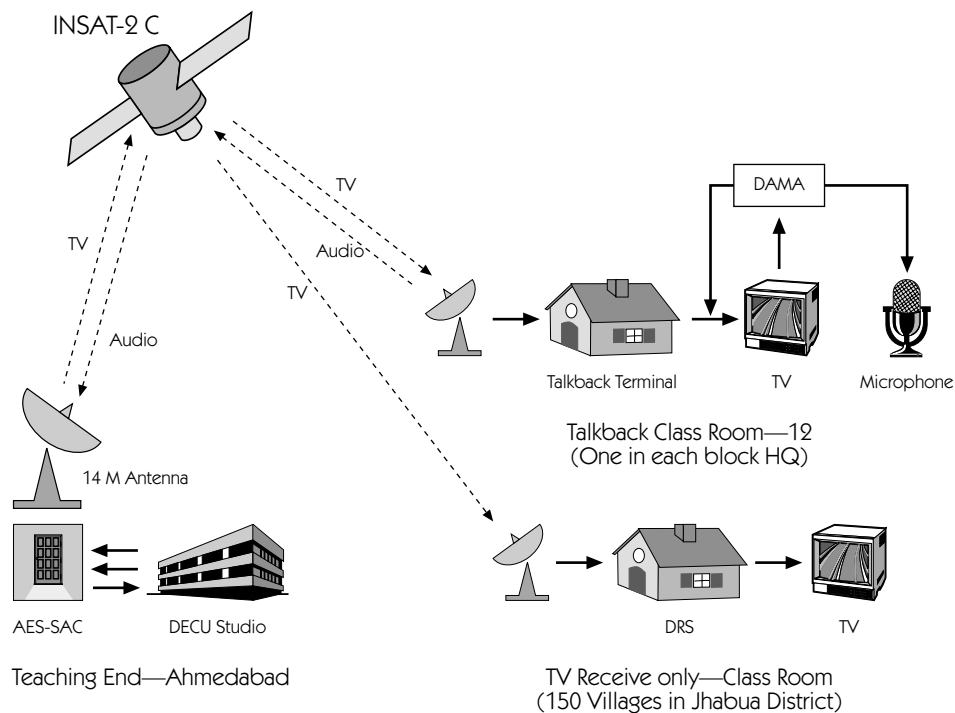 INSAT-2 C
TV
Audio
TV
Audio
TV
DAMA
Talkback Terminal
TV
Microphone
Talkback Class Room—12
(One in each block HQ)
14 M Antenna
AES-SAC
DECU Studio
Teaching End—Ahmedabad
DRS
TV
TV Receive only—Class Room
(150 Villages in Jhabua District)